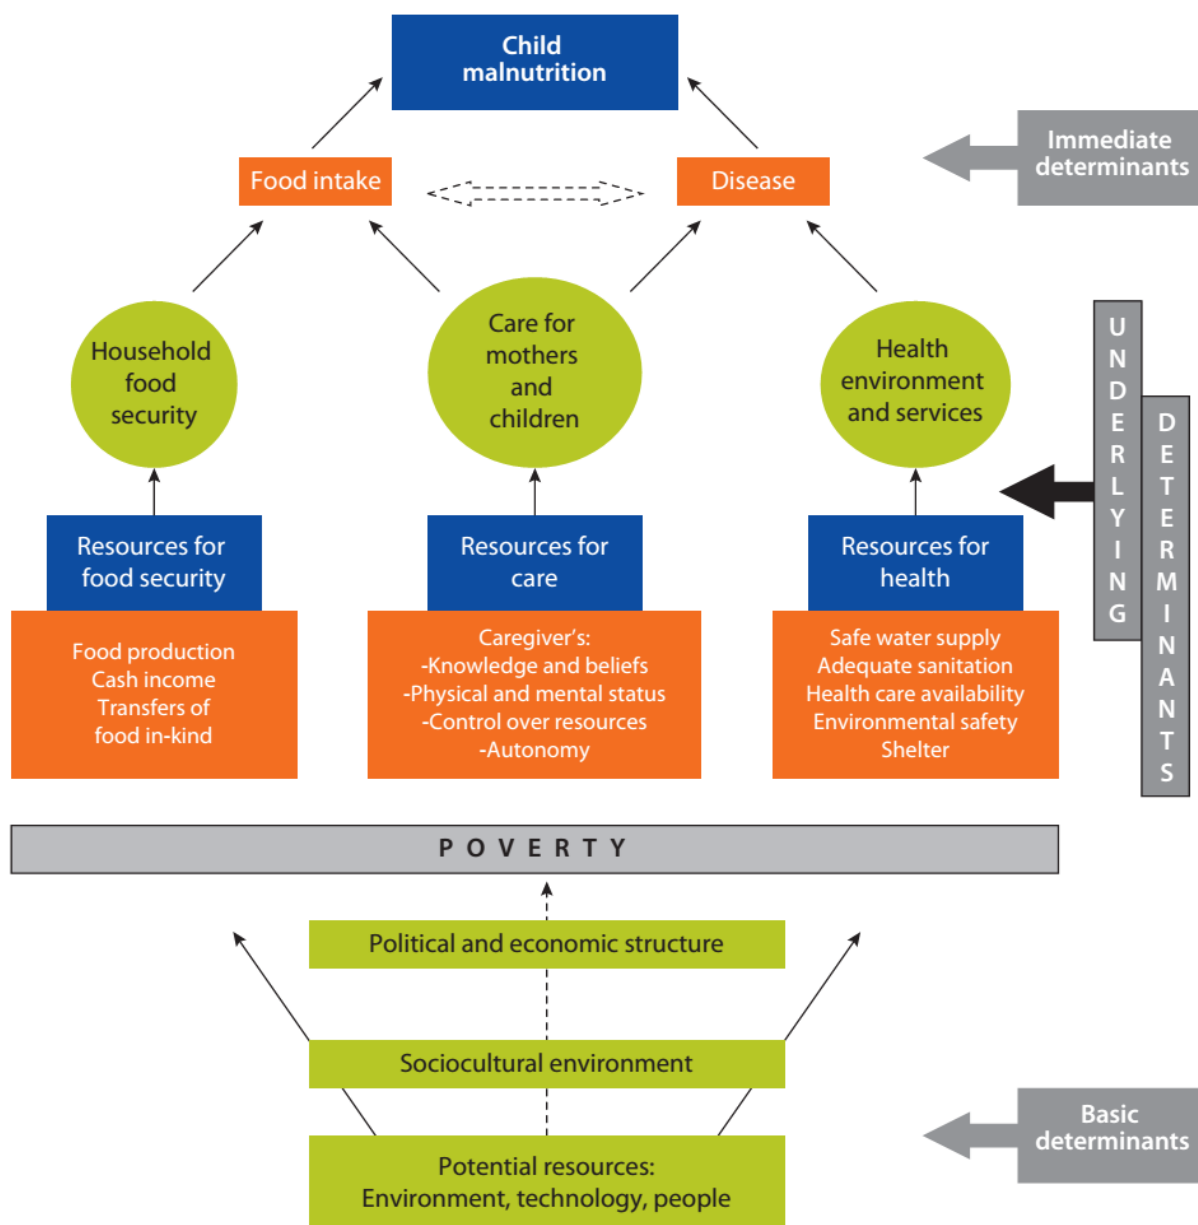 Child
malnutrition
Immediate
determinants
Food intake
Disease
Household
food
security
Care for
mothers
and
children
Health
environment
and services
UNDERLYING
DETERMINANTS
Resources for
food security
Resources for
care
Resources for
health
Food production
Cash income
Transfers of
food in-kind
Caregiver’s:
-Knowledge and beliefs
-Physical and mental status
-Control over resources
-Autonomy
Safe water supply
Adequate sanitation
Health care availability
Environmental safety
Shelter
POVERTY
Political and economic structure
Sociocultural environment
Basic
determinants
Potential resources:
Environment, technology, people